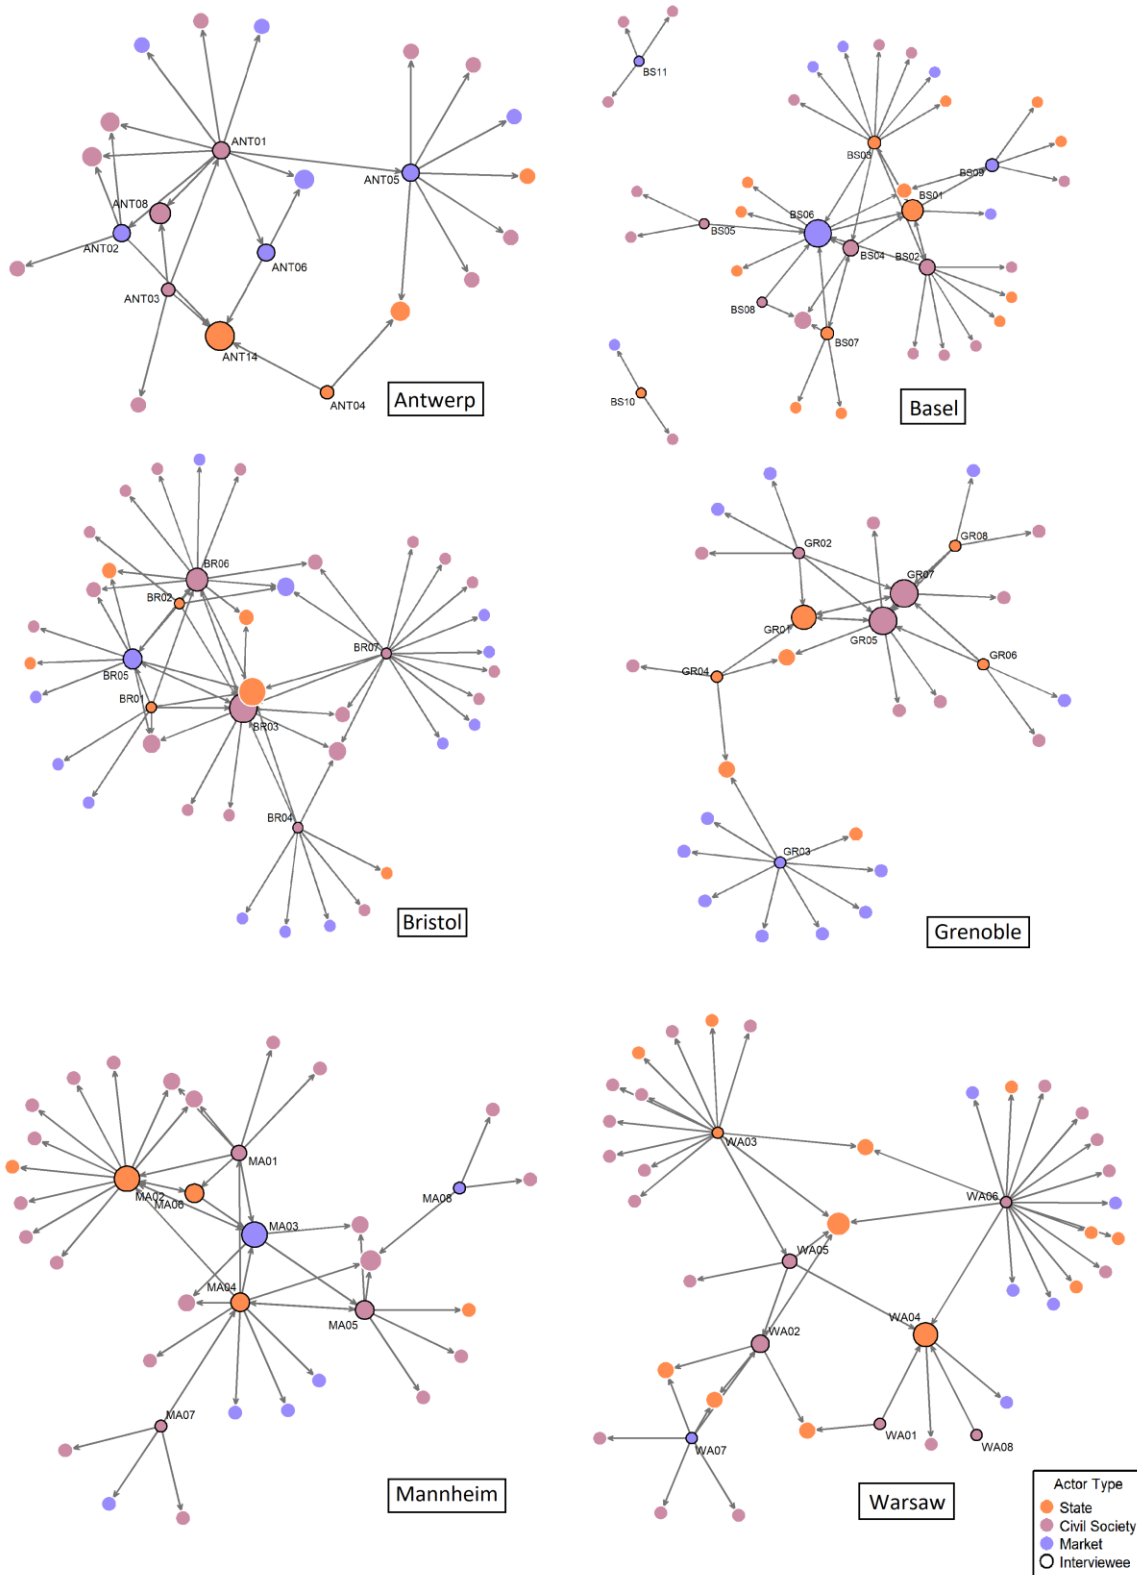 ANT01
ANT05
ANT08
ANT02
ANT06
ANT03
ANT14
ANT04
Antwerp
BS11
BS03
BS09
BS01
BS06
BS05
BS04
BS02
BS08
BS07
BS10
Basel
BR06
BR02
BR07
BR05
BR01
BR03
BR04
Bristol
GR02
GR08
GR07
GR01
GR05
GR04
GR06
GR03
Grenoble
MA01
MA02
MA06
MA08
MA03
MA04
MA05
MA07
Mannheim
WA03
WA06
WA05
WA04
WA02
WA01
WA08
WA07
Warsaw
Actor Type
State
Civil Society
Market
Interviewee